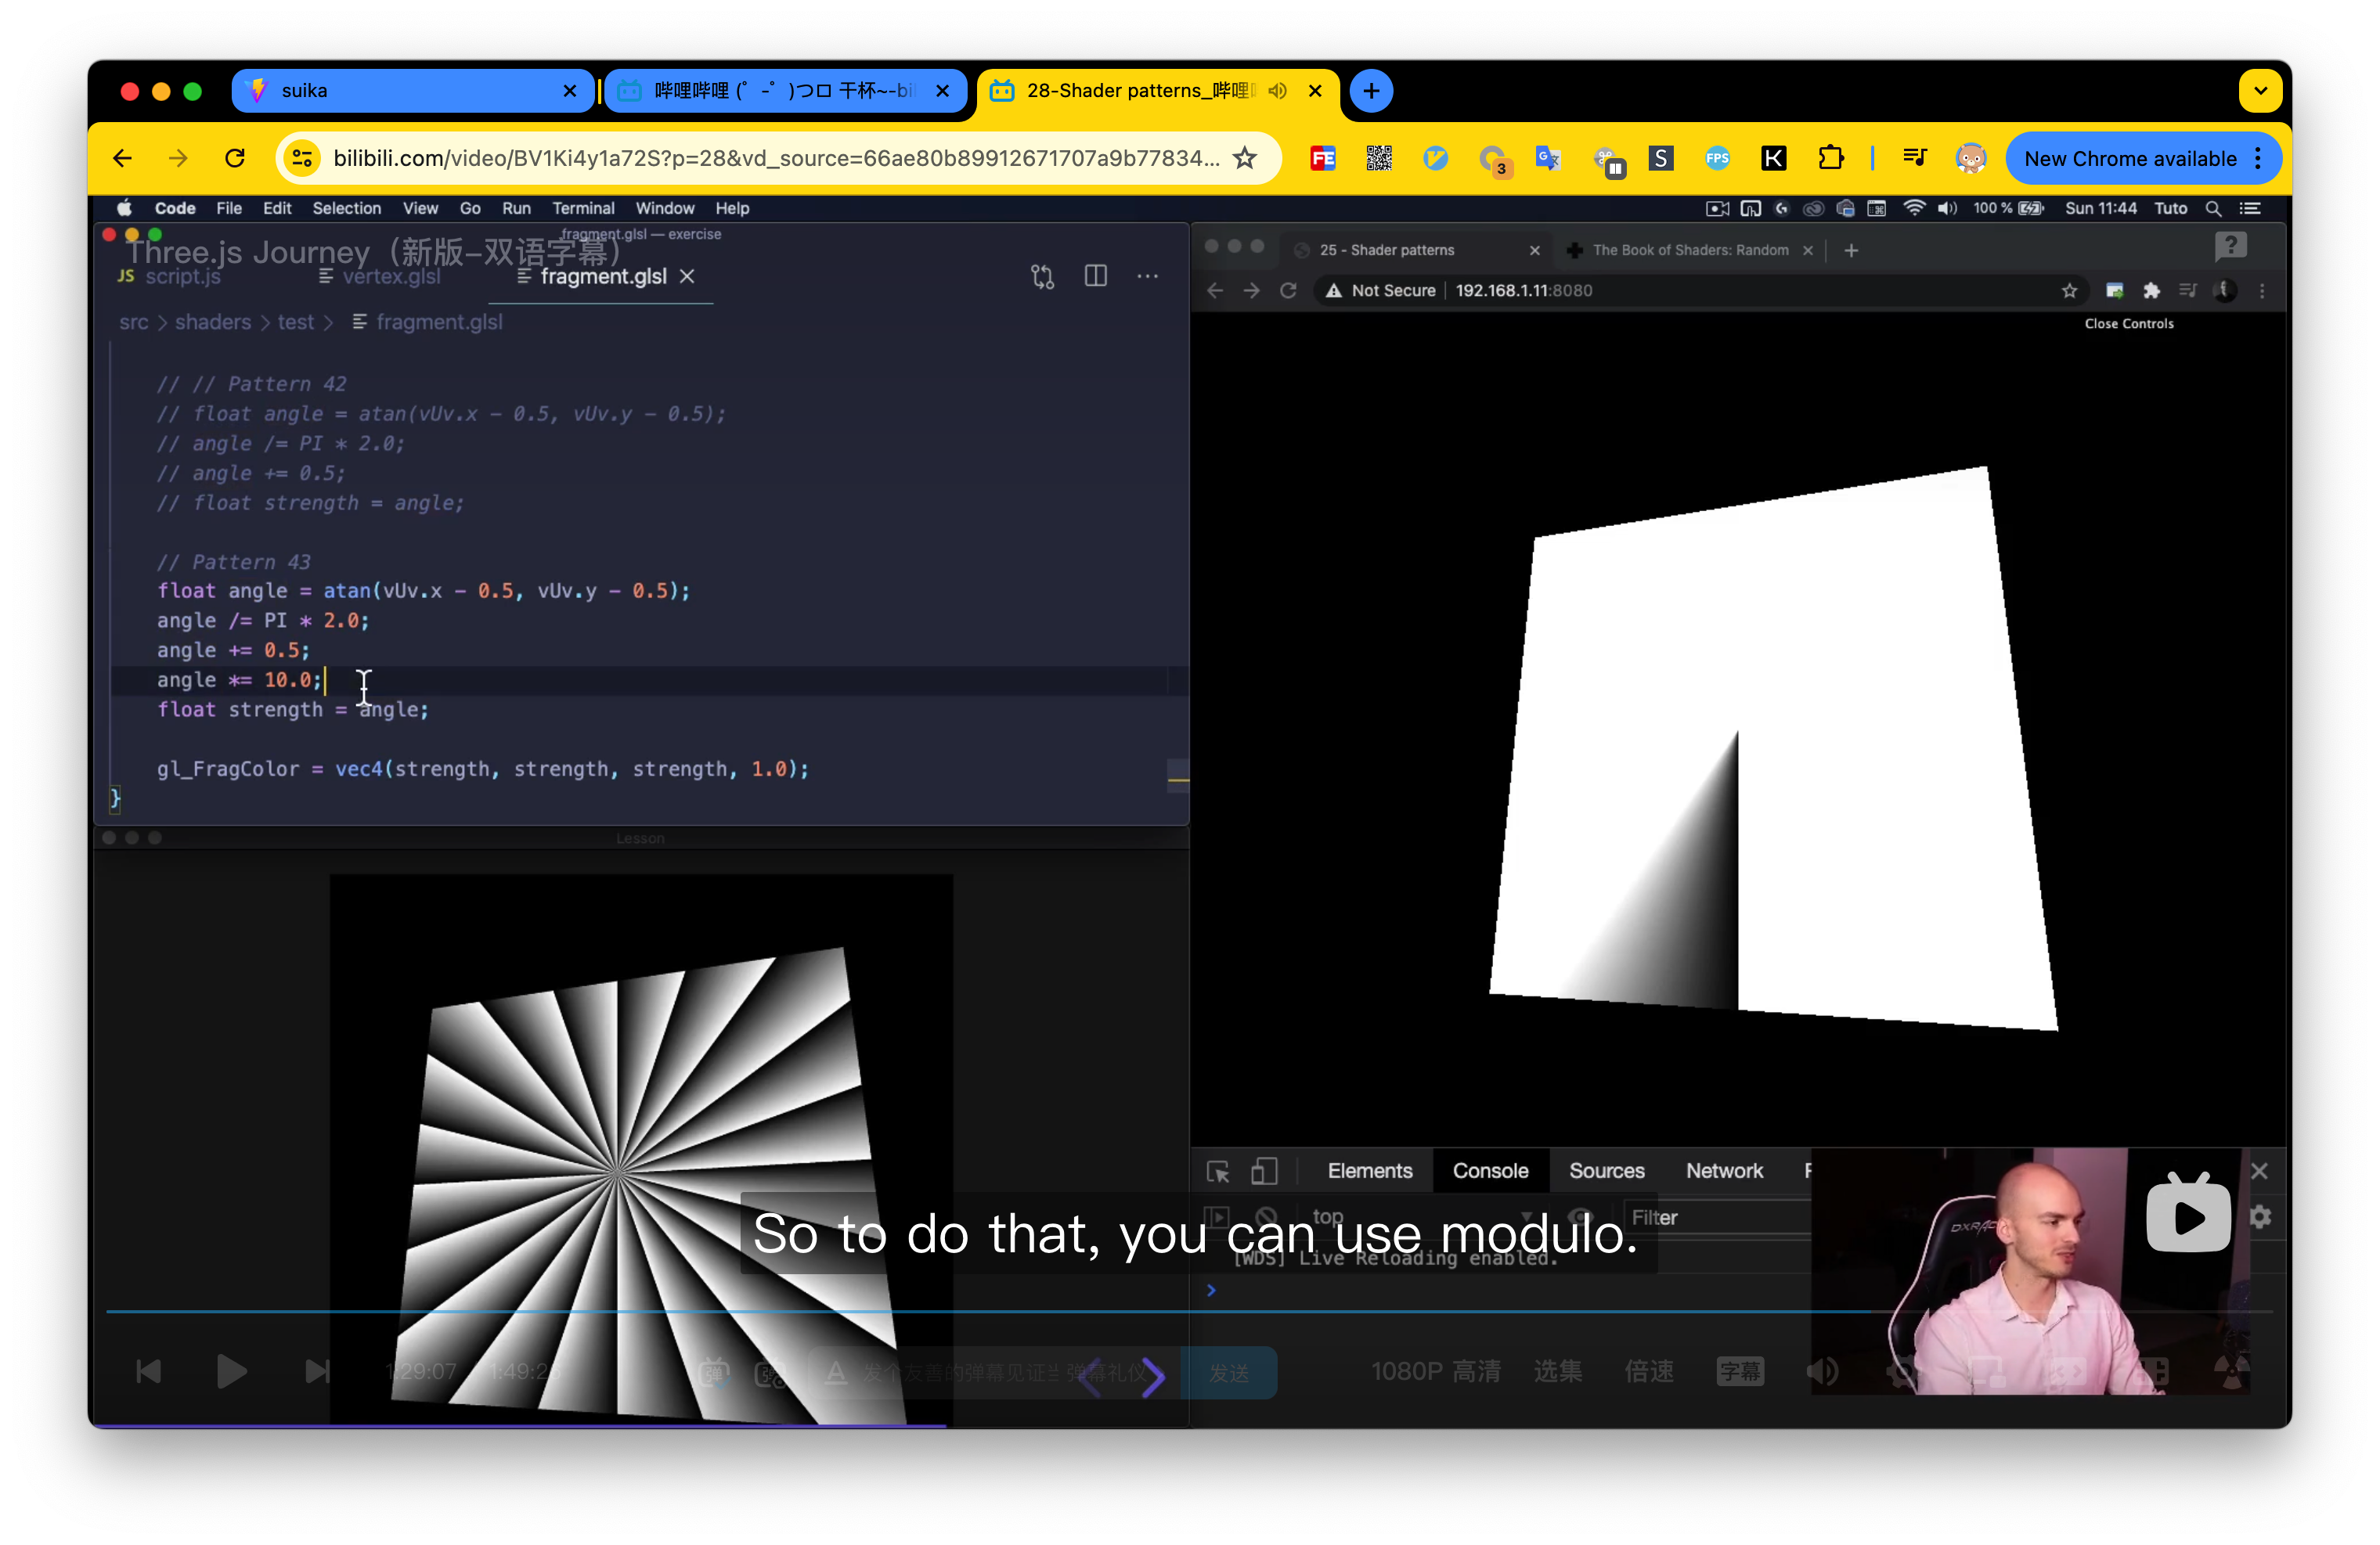 suika
哔哩哔哩 (゜-゜)つロ 干杯~-bi
28-Shader patterns_哔哩
bilibili.com/video/BV1Ki4y1a72S?p=28&vd_source=66ae80b89912671707a9b77834...
FE
3
S
FPS
K
New Chrome available
Code File Edit Selection View Go Run Terminal Window Help
100 % Sun 11:44 Tuto
fragment.glsl — exercise
Three.js Journey（新版-双语字幕）
JS script.js vertex.glsl fragment.glsl
src > shaders > test > fragment.glsl
// // Pattern 42
// float angle = atan(vUv.x - 0.5, vUv.y - 0.5);
// angle /= PI * 2.0;
// angle += 0.5;
// float strength = angle;
// Pattern 43
float angle = atan(vUv.x - 0.5, vUv.y - 0.5);
angle /= PI * 2.0;
angle += 0.5;
angle *= 10.0;
float strength = angle;
gl_FragColor = vec4(strength, strength, strength, 1.0);
}
Lesson
25 - Shader patterns
The Book of Shaders: Random
Not Secure 192.168.1.11:8080
Close Controls
Elements Console Sources Network
top Filter
[WDS] Live Reloading enabled.
So to do that, you can use modulo.
DXRAC
1:29:07
发个友善的弹幕见证 弹幕礼仪
发送
1080P 高清 选集 倍速 字幕